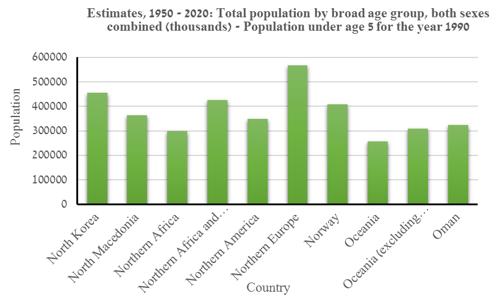 Estimates, 1950 - 2020: Total population by broad age group, both sexes
combined (thousands) - Population under age 5 for the year 1990
600000
500000
400000
300000
200000
100000
0
Population
North Korea
North Macedonia
Northern Africa
Northern Africa and...
Northern America
Northern Europe
Norway
Oceania
Oceania (excluding...
Oman
Country